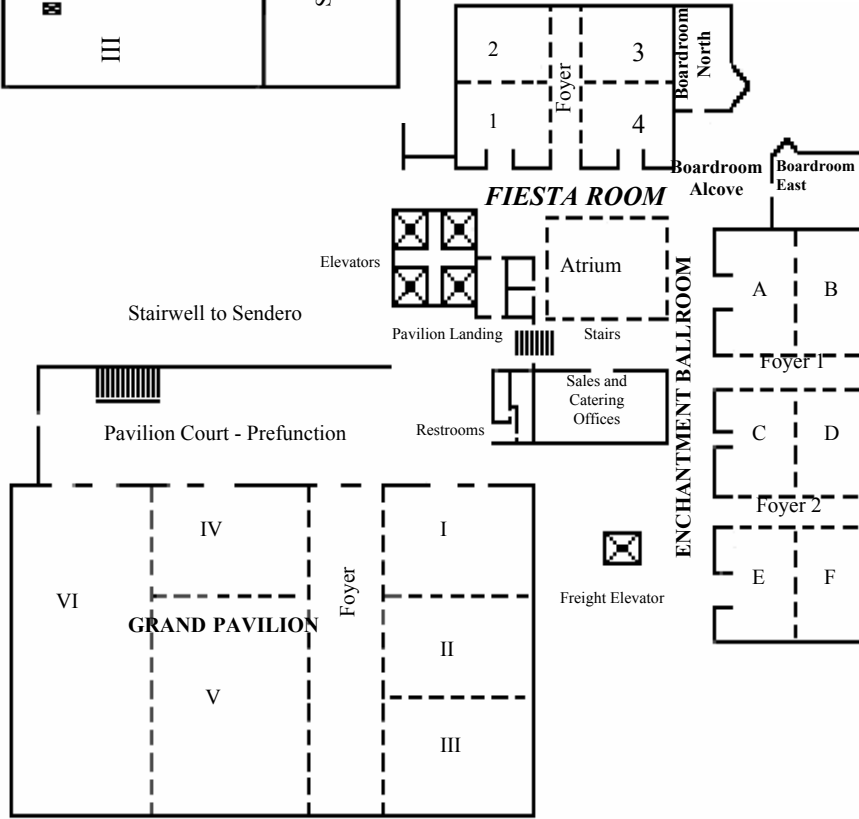 III
2
3
Foyer
1
4
Boardroom
North
Boardroom
Alcove
Boardroom
East
FIESTA ROOM
Elevators
Atrium
A
B
Stairwell to Sendero
Pavilion Landing
Stairs
Foyer 1
ENCHANTMENT BALLROOM
Sales and
Catering
Offices
Restrooms
Pavilion Court - Prefunction
C
D
Foyer 2
IV
I
Foyer
VI
GRAND PAVILION
E
F
Freight Elevator
II
V
III